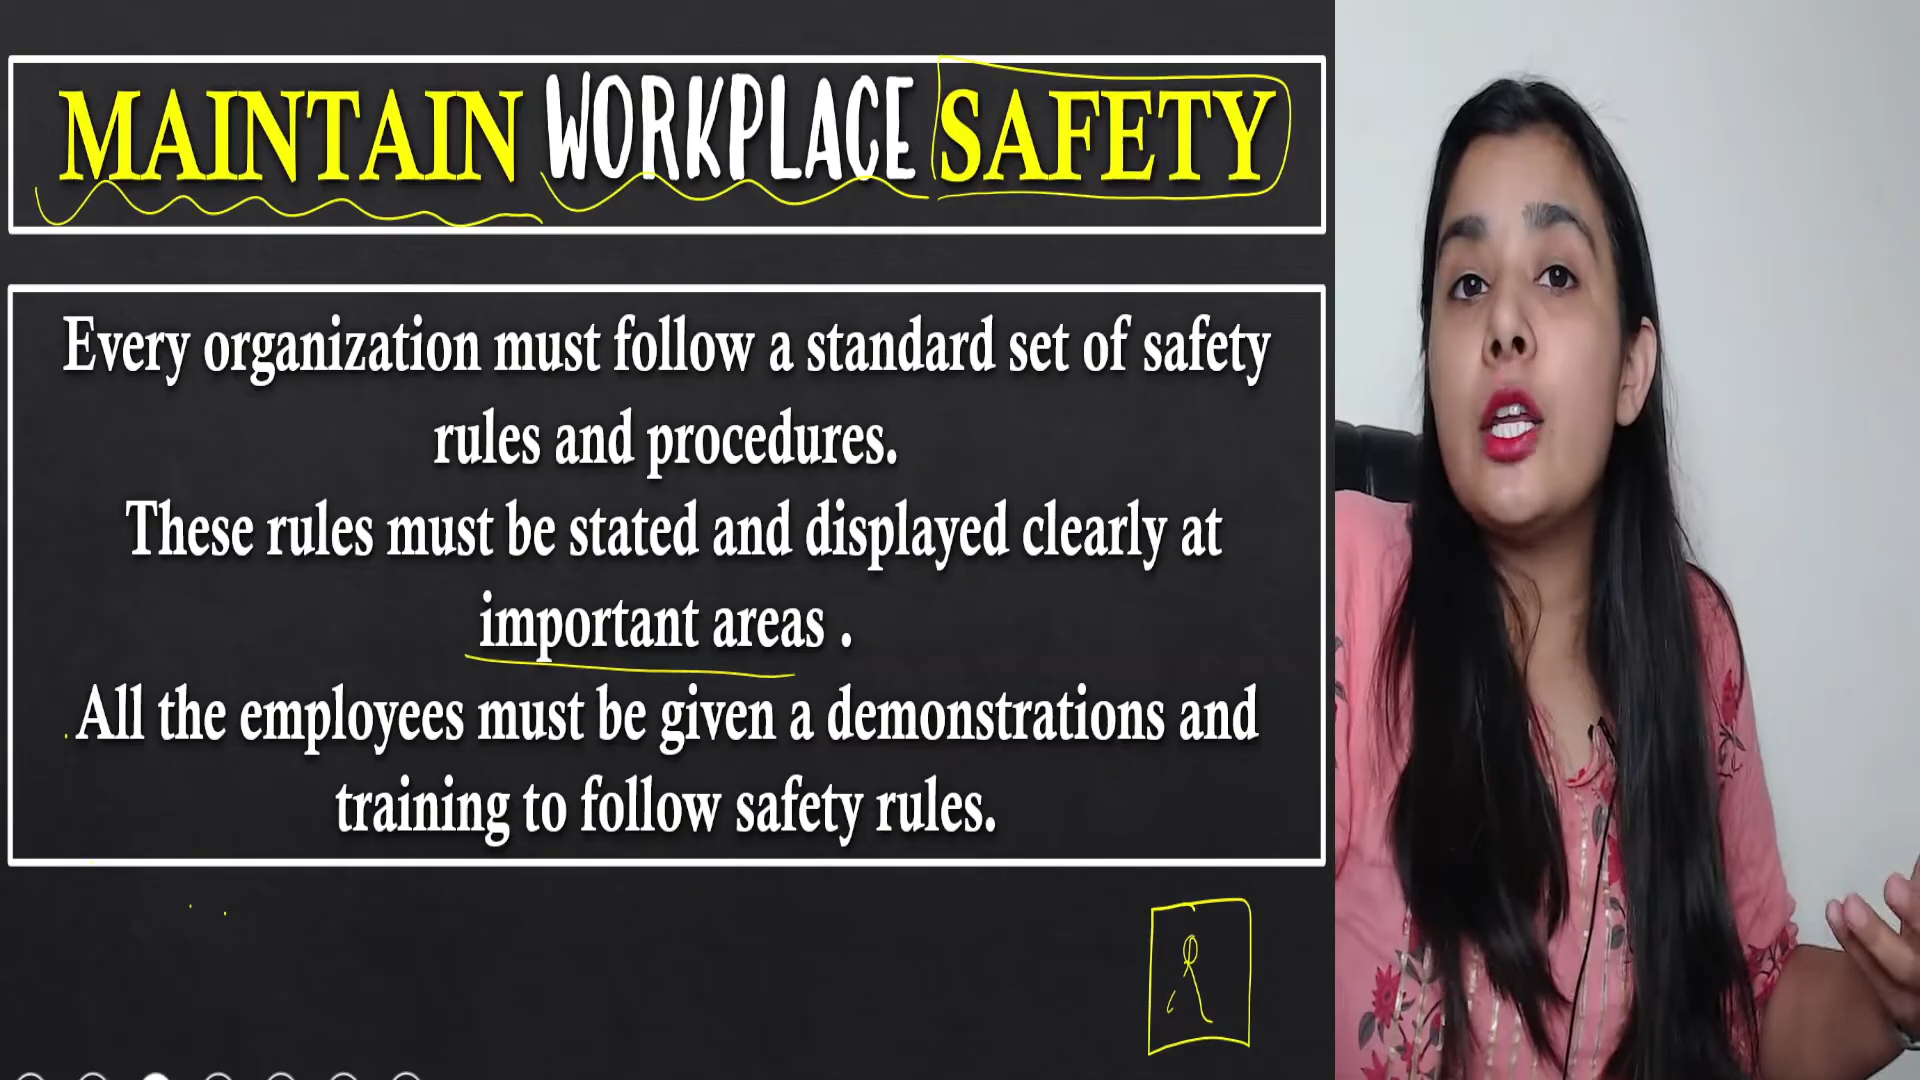 MAINTAIN WORKPLACE SAFETY
Every organization must follow a standard set of safety
rules and procedures.
These rules must be stated and displayed clearly at
important areas .
All the employees must be given a demonstrations and
training to follow safety rules.